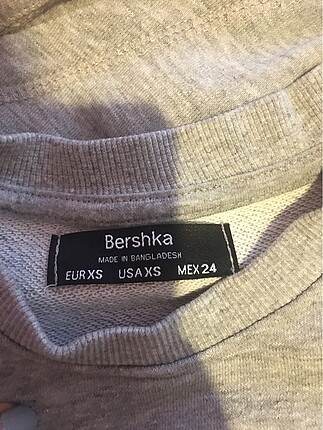 Bershka
MADE IN BANGLADESH
EUR XS USA XS MEX 24